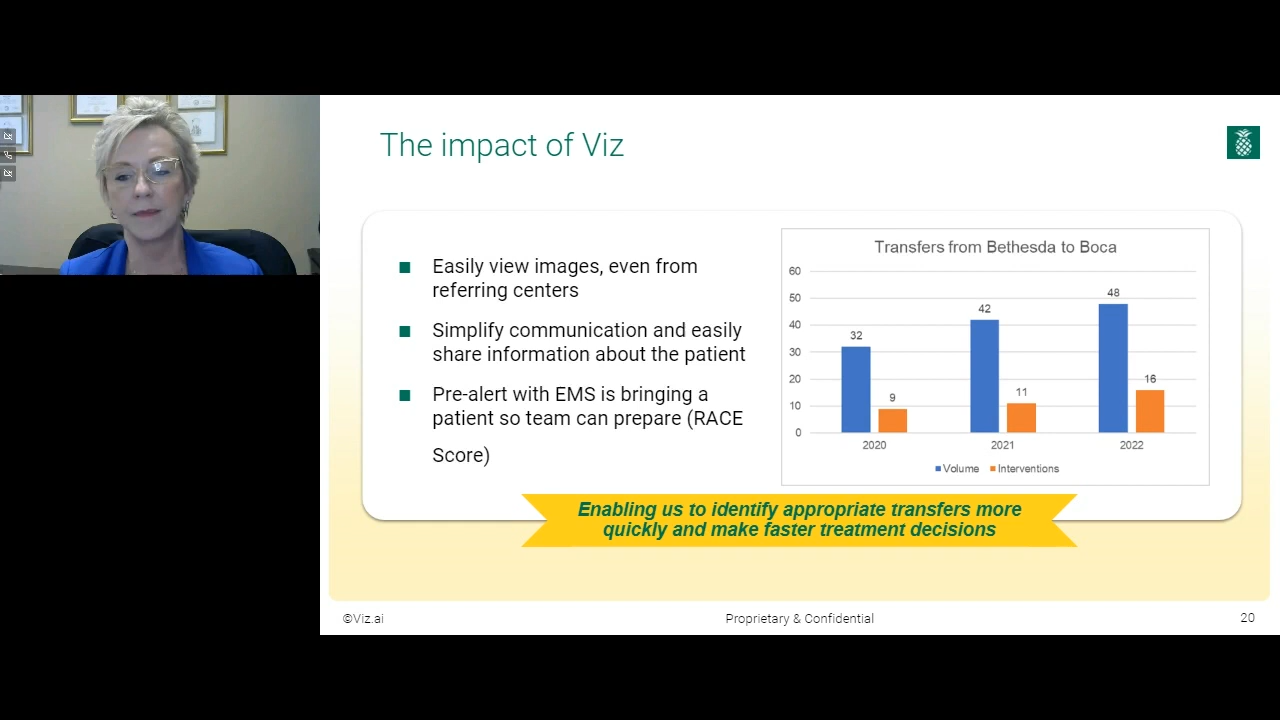 The impact of Viz
Easily view images, even from
referring centers
Simplify communication and easily
share information about the patient
Pre-alert with EMS is bringing a
patient so team can prepare (RACE
Score)
Transfers from Bethesda to Boca
60
50
40
30
20
10
0
32
9
42
11
48
16
2020
2021
2022
Volume
Interventions
Enabling us to identify appropriate transfers more
quickly and make faster treatment decisions
©Viz.ai
Proprietary & Confidential
20